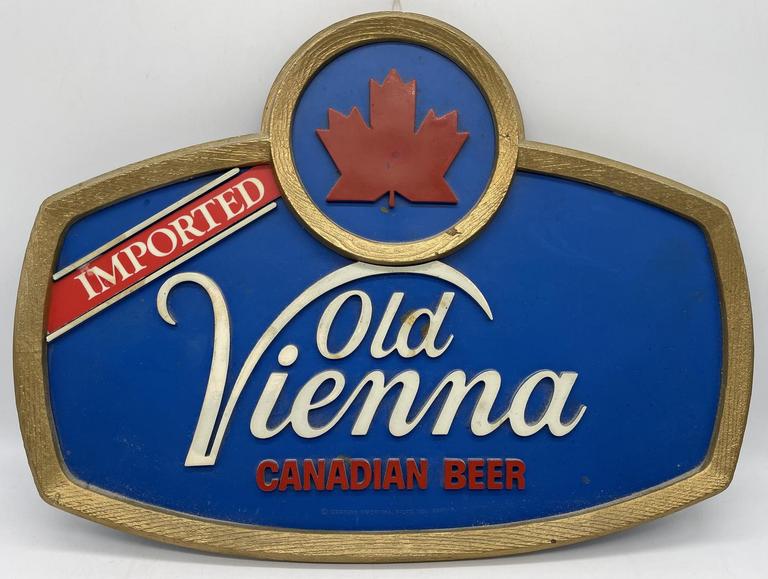 IMPORTED
Old
Vienna
CANADIAN BEER